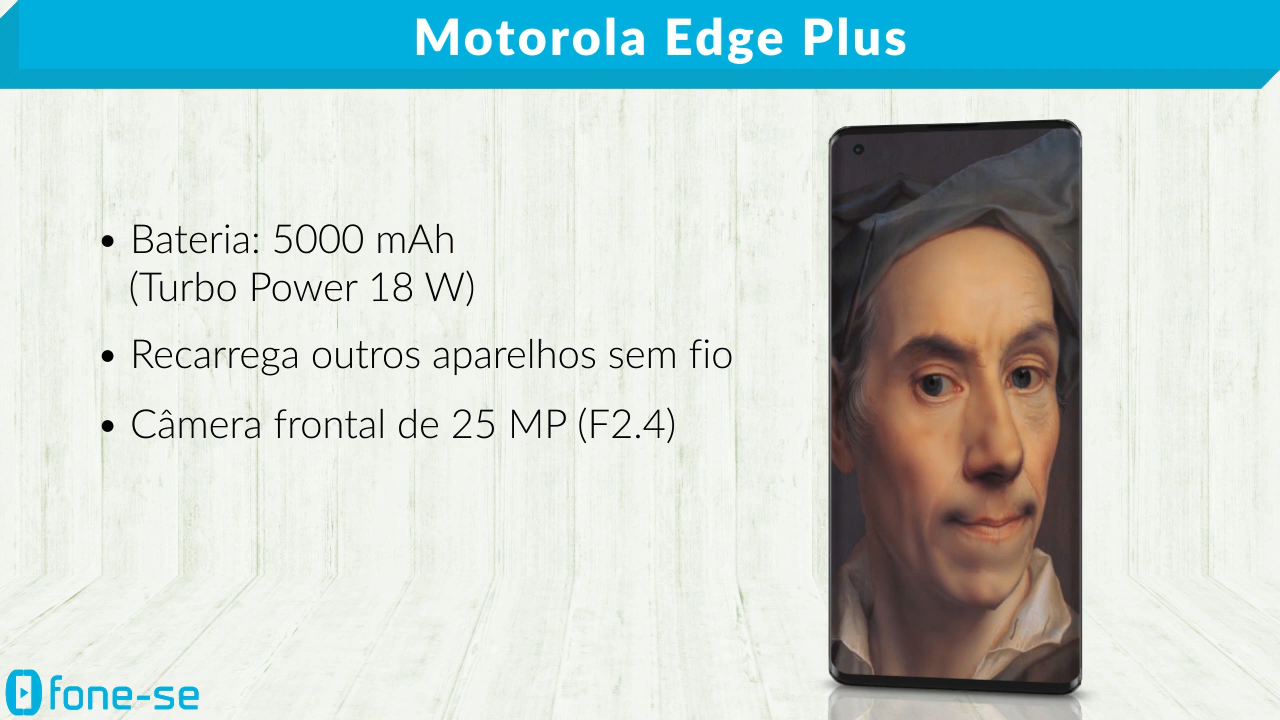 Motorola Edge Plus
• Bateria: 5000 mAh
(Turbo Power 18 W)
• Recarrega outros aparelhos sem fio
• Câmera frontal de 25 MP (F2.4)
fone-se